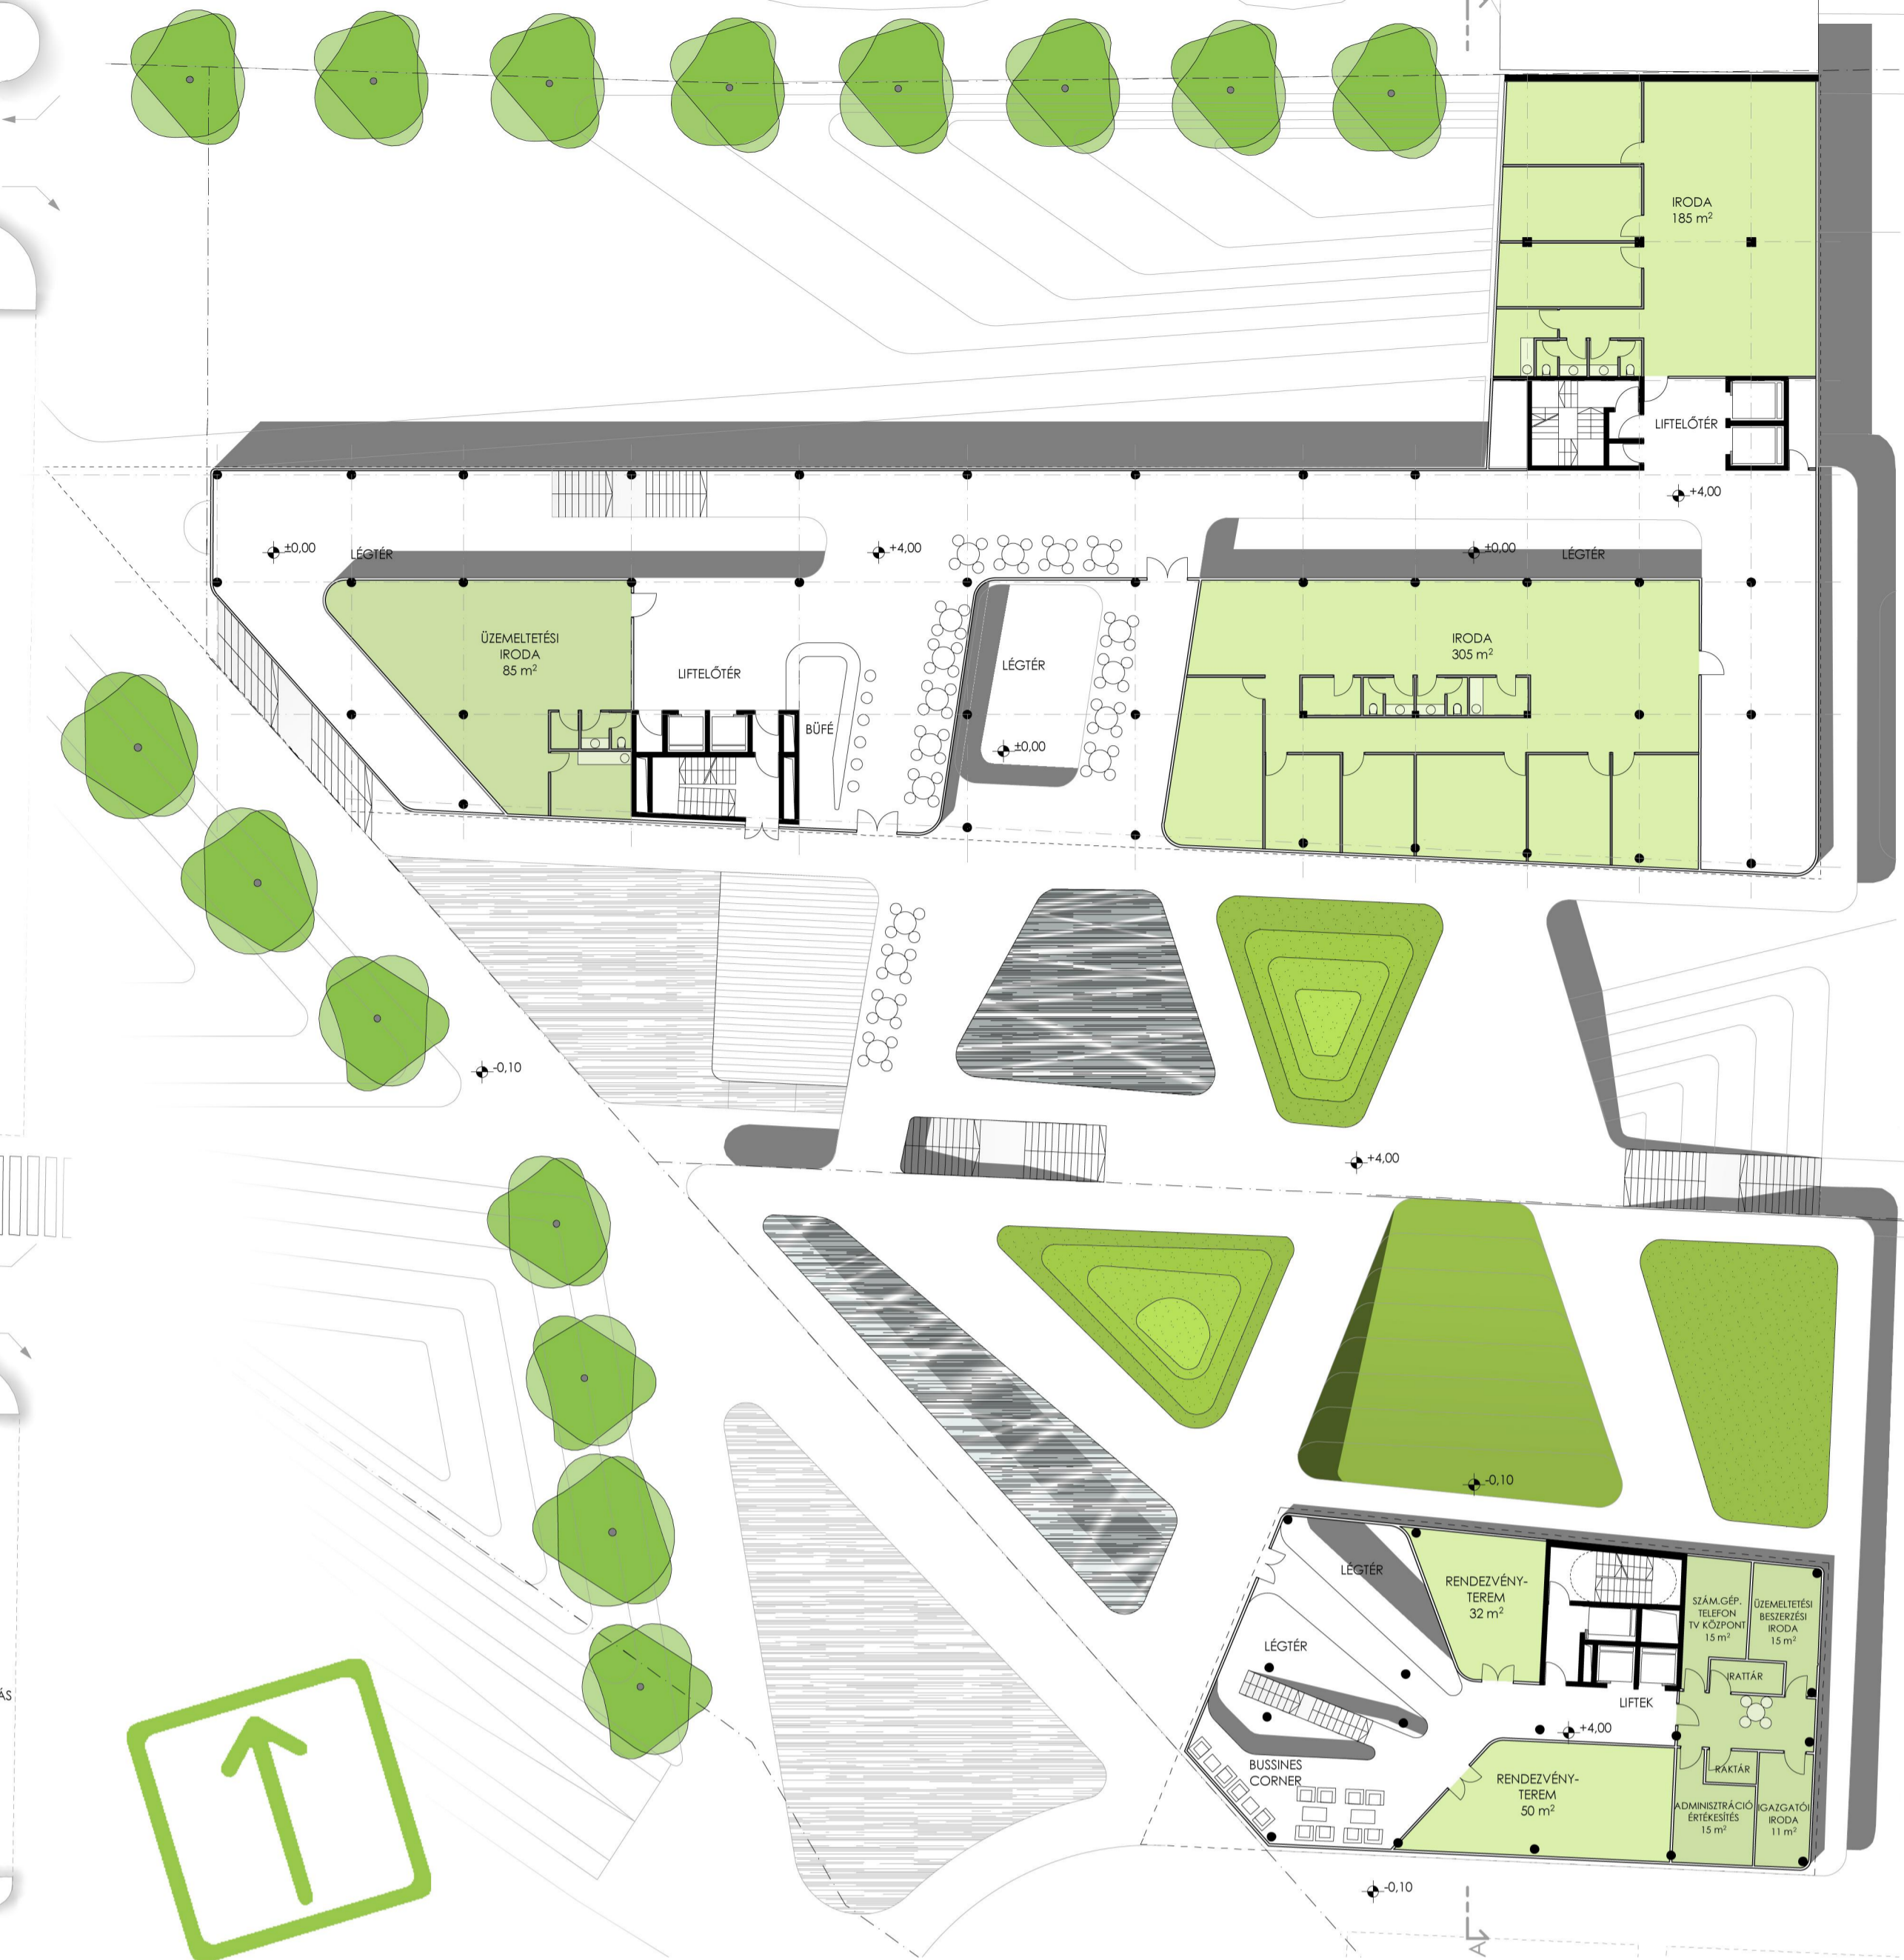 IRODA
185 m²
LIFTELŐTÉR
+4,00
±0,00
LÉGTÉR
+4,00
±0,00
LÉGTÉR
ÜZEMELTETÉSI
IRODA
85 m²
LIFTELŐTÉR
BÜFÉ
LÉGTÉR
±0,00
IRODA
305 m²
-0,10
+4,00
-0,10
LÉGTÉR
RENDEZVÉNY-
TEREM
32 m²
SZÁM.GÉP.
TELEFON
TV KÖZPONT
15 m²
ÜZEMELTETÉSI
BESZERZÉSI
IRODA
15 m²
LÉGTÉR
IRATTÁR
LIFTEK
+4,00
BUSSINES
CORNER
RENDEZVÉNY-
TEREM
50 m²
RAKTÁR
ADMINISZTRÁCIÓ
ÉRTÉKESÍTÉS
15 m²
IGAZGATÓI
IRODA
11 m²
-0,10
ÁS
A